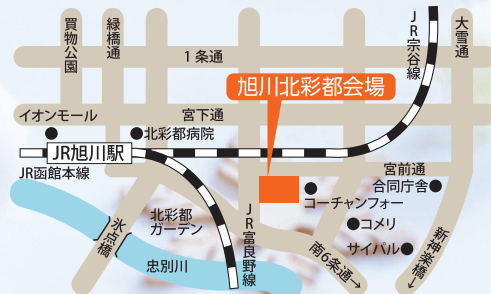 買物公園
緑橋通
JR宗谷線
大雪通
1条通
旭川北彩都会場
イオンモール
宮下通
北彩都病院
JR旭川駅
JR函館本線
宮前通
合同庁舎
コーチャンフォー
氷点橋
北彩都
ガーデン
JR富良野線
コメリ
サイパル
南6条通→
新神楽橋→
忠別川